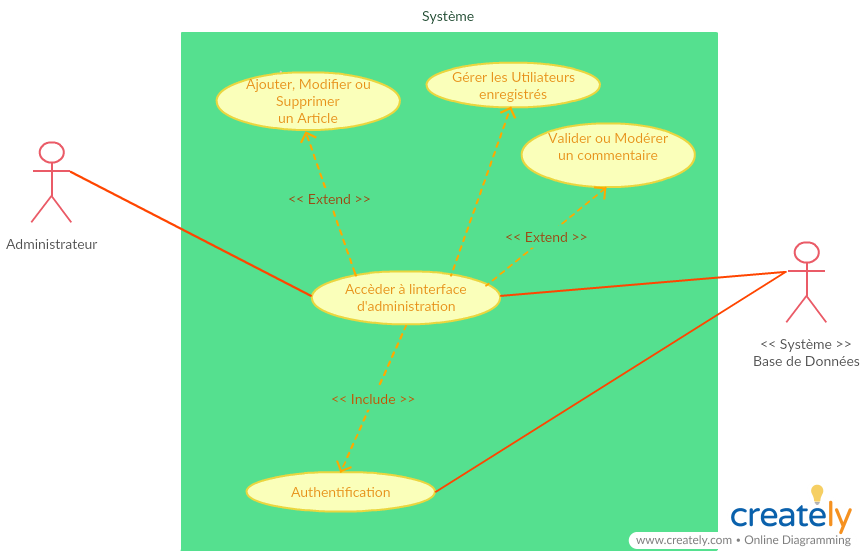 Système
Ajouter, Modifier ou
Supprimer
un Article
Gérer les Utiliateurs
enregistrés
Valider ou Modérer
un commentaire
<< Extend >>
<< Extend >>
Administrateur
Accèder à linterface
d'administration
<< Système >>
Base de Données
<< Include >>
Authentification
creately
www.creately.com • Online Diagramming